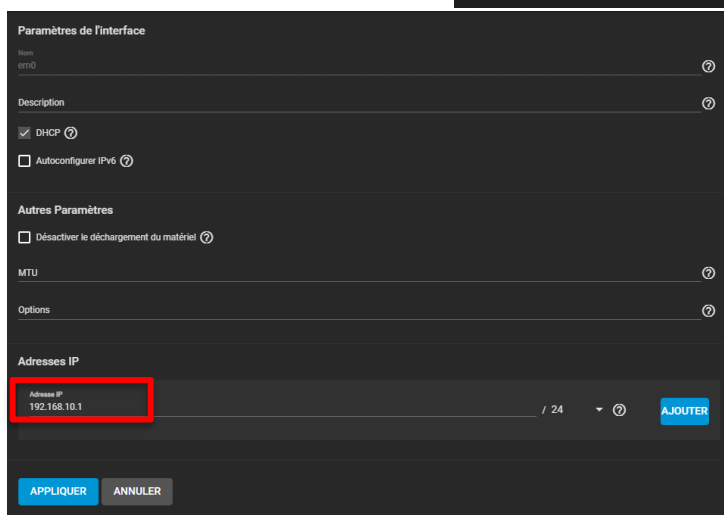 Paramètres de l'interface
Nom
em0
Description
DHCP
Autoconfigurer IPv6
Autres Paramètres
Désactiver le déchargement du matériel
MTU
Options
Adresses IP
Adresse IP
192.168.10.1 / 24 AJOUTER
APPLIQUER ANNULER